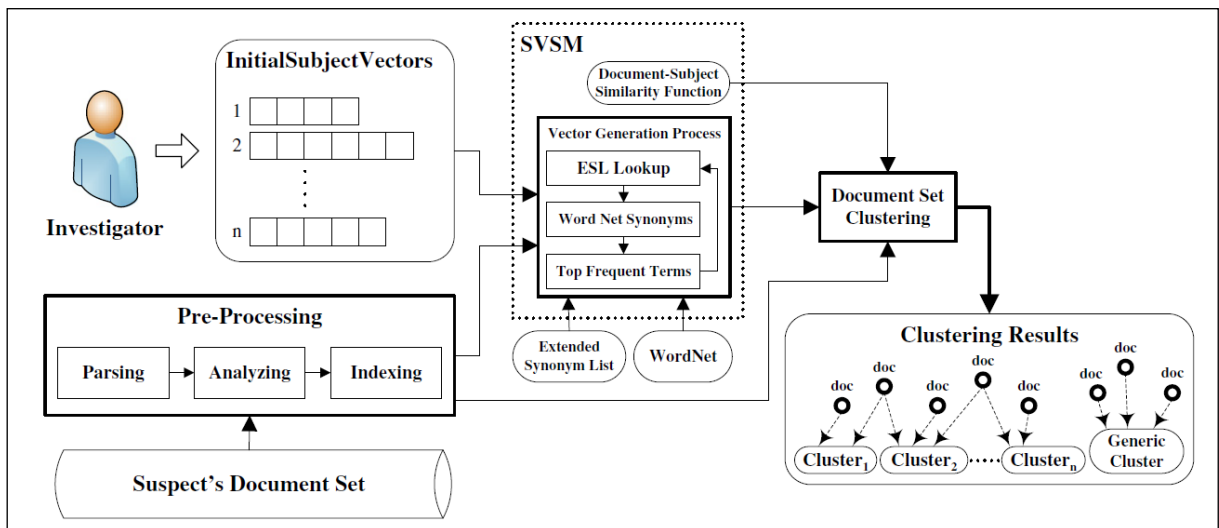 SVSM
InitialSubjectVectors
1
2
n
Investigator
Document-Subject
Similarity Function
Vector Generation Process
ESL Lookup
Word Net Synonyms
Top Frequent Terms
Extended
Synonym List
WordNet
Document Set
Clustering
Pre-Processing
Parsing
Analyzing
Indexing
Suspect's Document Set
Clustering Results
doc
doc
doc
doc
doc
doc
doc
doc
Cluster1
Cluster2
Clustern
Generic
Cluster